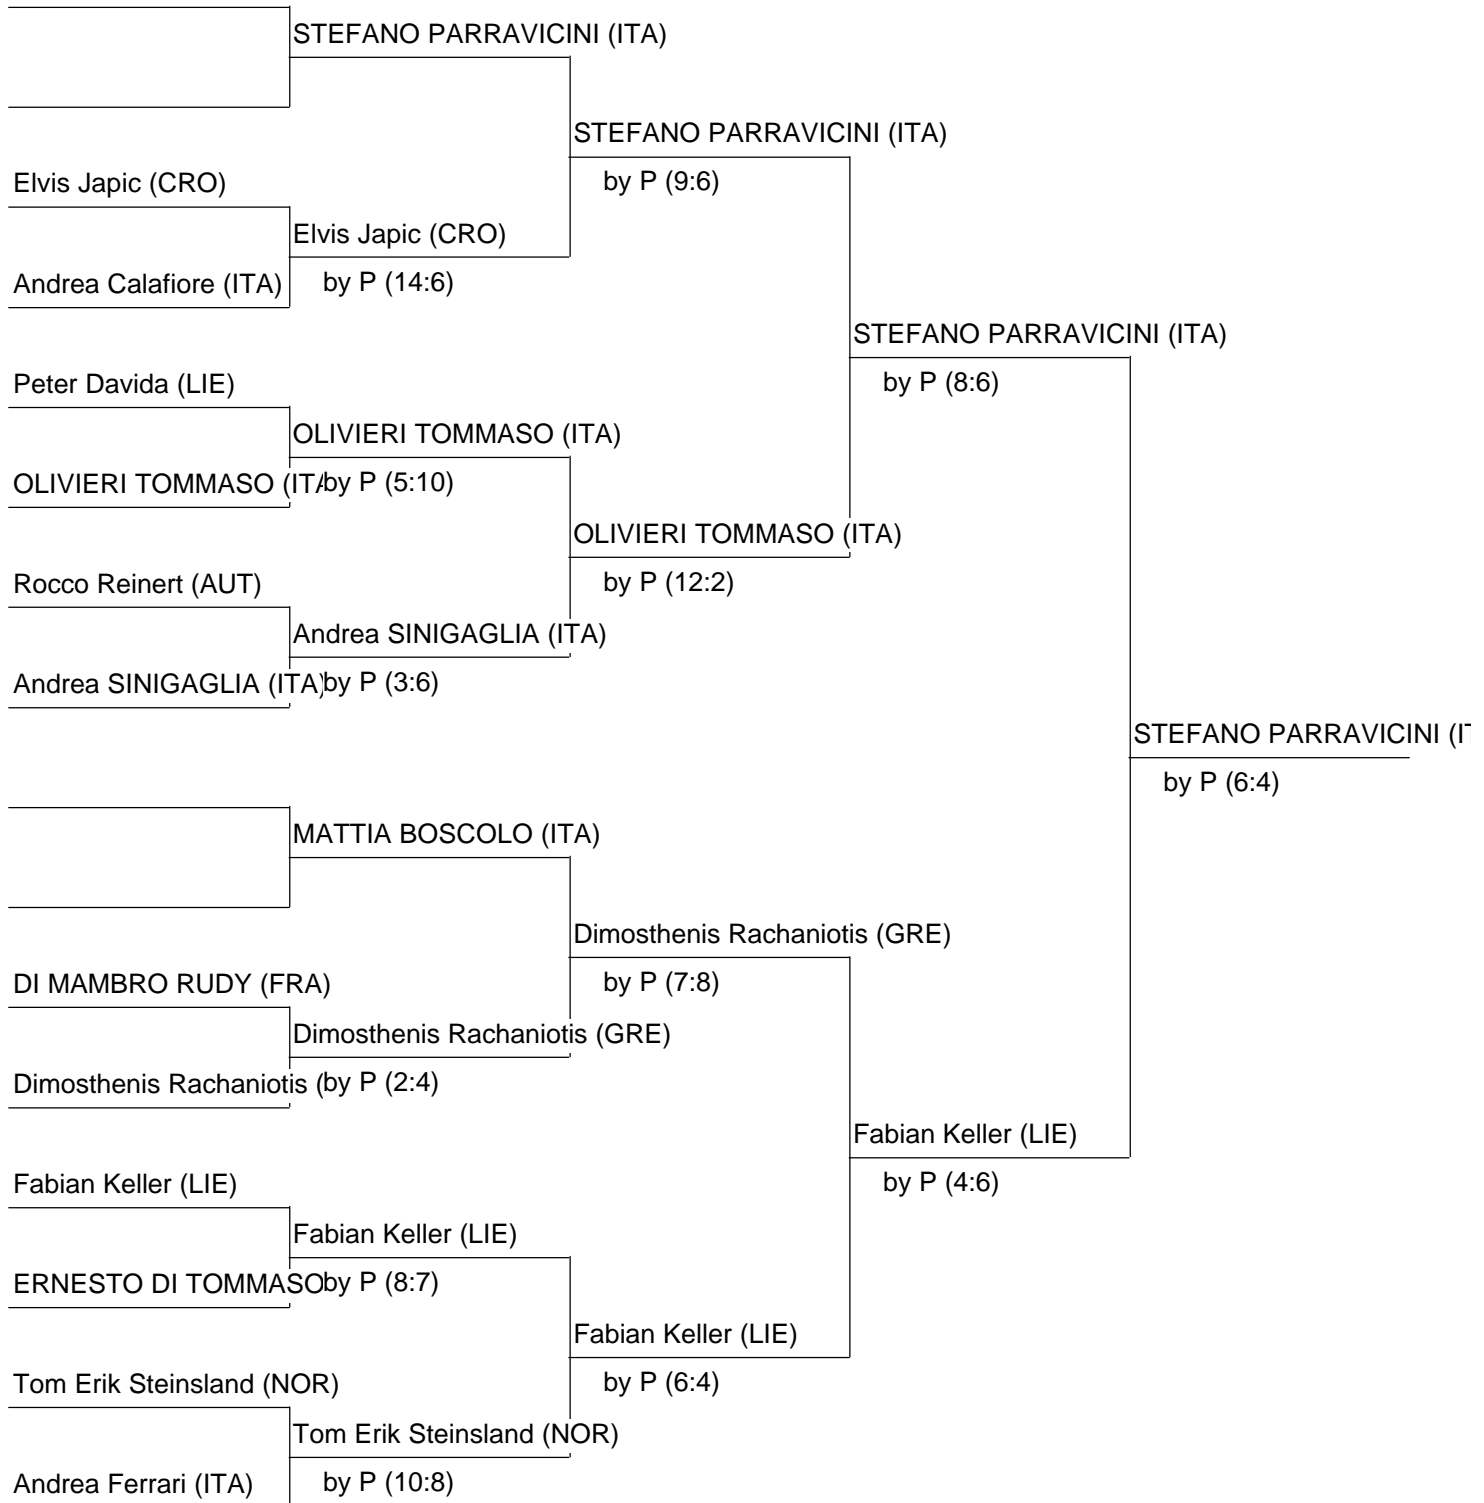 STEFANO PARRAVICINI (ITA)
STEFANO PARRAVICINI (ITA)
by P (9:6)
Elvis Japic (CRO)
Elvis Japic (CRO)
by P (14:6)
Andrea Calafiore (ITA)
STEFANO PARRAVICINI (ITA)
by P (8:6)
Peter Davida (LIE)
OLIVIERI TOMMASO (ITA)
by P (5:10)
OLIVIERI TOMMASO (ITA
OLIVIERI TOMMASO (ITA)
by P (12:2)
Rocco Reinert (AUT)
Andrea SINIGAGLIA (ITA)
by P (3:6)
Andrea SINIGAGLIA (ITA)
STEFANO PARRAVICINI (IT
by P (6:4)
MATTIA BOSCOLO (ITA)
Dimosthenis Rachaniotis (GRE)
by P (7:8)
DI MAMBRO RUDY (FRA)
Dimosthenis Rachaniotis (GRE)
by P (2:4)
Dimosthenis Rachaniotis (
Fabian Keller (LIE)
by P (4:6)
Fabian Keller (LIE)
Fabian Keller (LIE)
by P (8:7)
ERNESTO DI TOMMASO
Fabian Keller (LIE)
by P (6:4)
Tom Erik Steinsland (NOR)
Tom Erik Steinsland (NOR)
by P (10:8)
Andrea Ferrari (ITA)